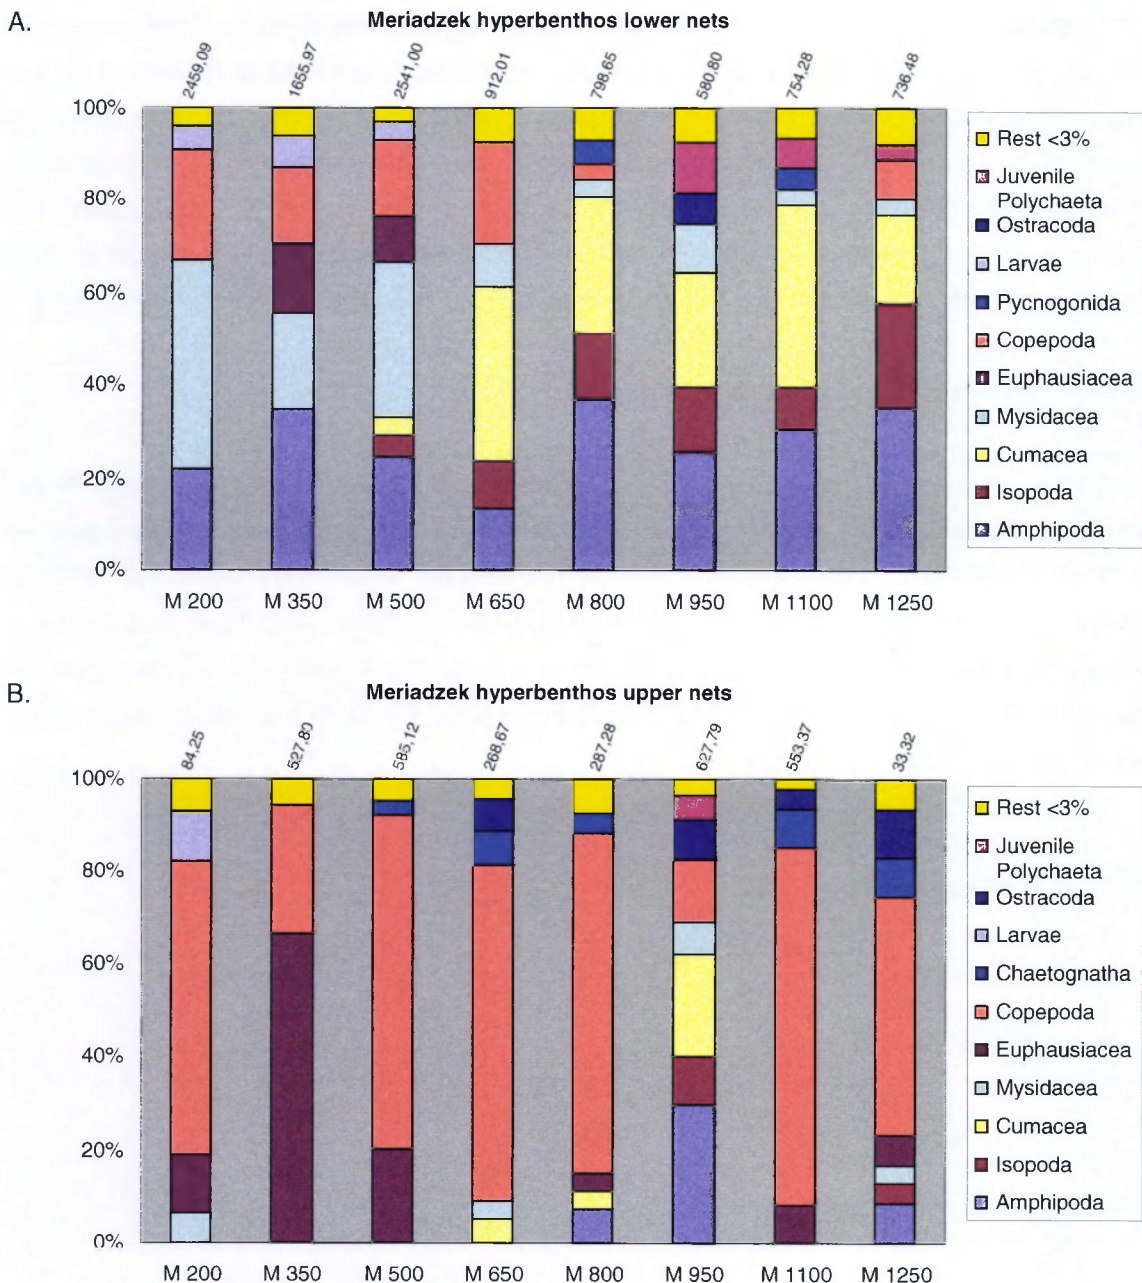 A.
Meriadzek hyperbenthos lower nets
2459,09
1655,97
2541,00
912,01
798,65
580,80
754,28
736,48
100%
80%
60%
40%
20%
0%
M 200
M 350
M 500
M 650
M 800
M 950
M 1100
M 1250
Rest <3%
Juvenile
Polychaeta
Ostracoda
Larvae
Pycnogonida
Copepoda
Euphausiacea
Mysidacea
Cumacea
Isopoda
Amphipoda
B.
Meriadzek hyperbenthos upper nets
84,25
527,80
585,12
268,67
287,28
627,79
553,37
33,32
100%
80%
60%
40%
20%
0%
M 200
M 350
M 500
M 650
M 800
M 950
M 1100
M 1250
Rest <3%
Juvenile
Polychaeta
Ostracoda
Larvae
Chaetognatha
Copepoda
Euphausiacea
Mysidacea
Cumacea
Isopoda
Amphipoda